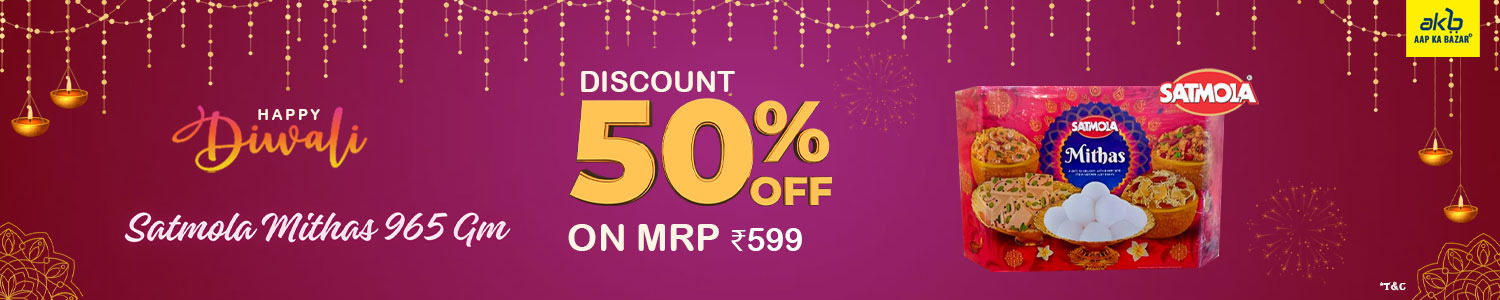 akb
AAP KA BAZAR
HAPPY
Diwali
Satmola Mithas 965 Gm
DISCOUNT
50%
OFF
ON MRP ₹599
SATMOLA
SATMOLA
Mithas
*T&C